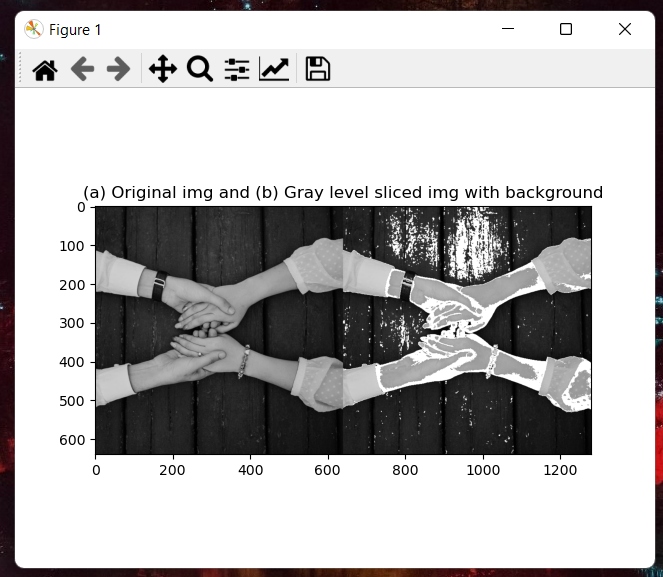 Figure 1
(a) Original img and (b) Gray level sliced img with background
0
100
200
300
400
500
600
0 200 400 600 800 1000 1200